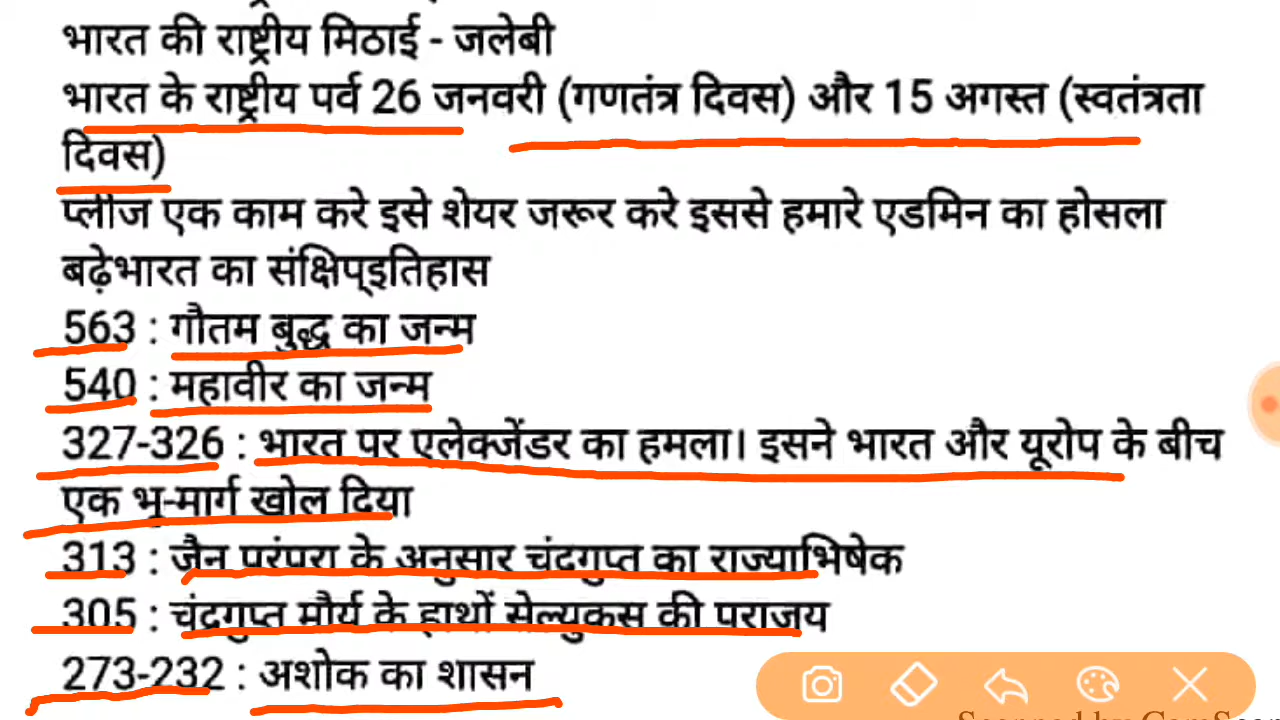 भारत की राष्ट्रीय मिठाई - जलेबी
भारत के राष्ट्रीय पर्व 26 जनवरी (गणतंत्र दिवस) और 15 अगस्त (स्वतंत्रता
दिवस)
प्लीज एक काम करे इसे शेयर जरूर करे इससे हमारे एडमिन का होसला
बढ़ेभारत का संक्षिप्इतिहास
563 : गौतम बुद्ध का जन्म
540 : महावीर का जन्म
327-326 : भारत पर एलेक्जेंडर का हमला। इसने भारत और यूरोप के बीच
एक भू-मार्ग खोल दिया
313 : जैन परंपरा के अनुसार चंद्रगुप्त का राज्याभिषेक
305 : चंद्रगुप्त मौर्य के हाथों सेल्युकस की पराजय
273-232 : अशोक का शासन